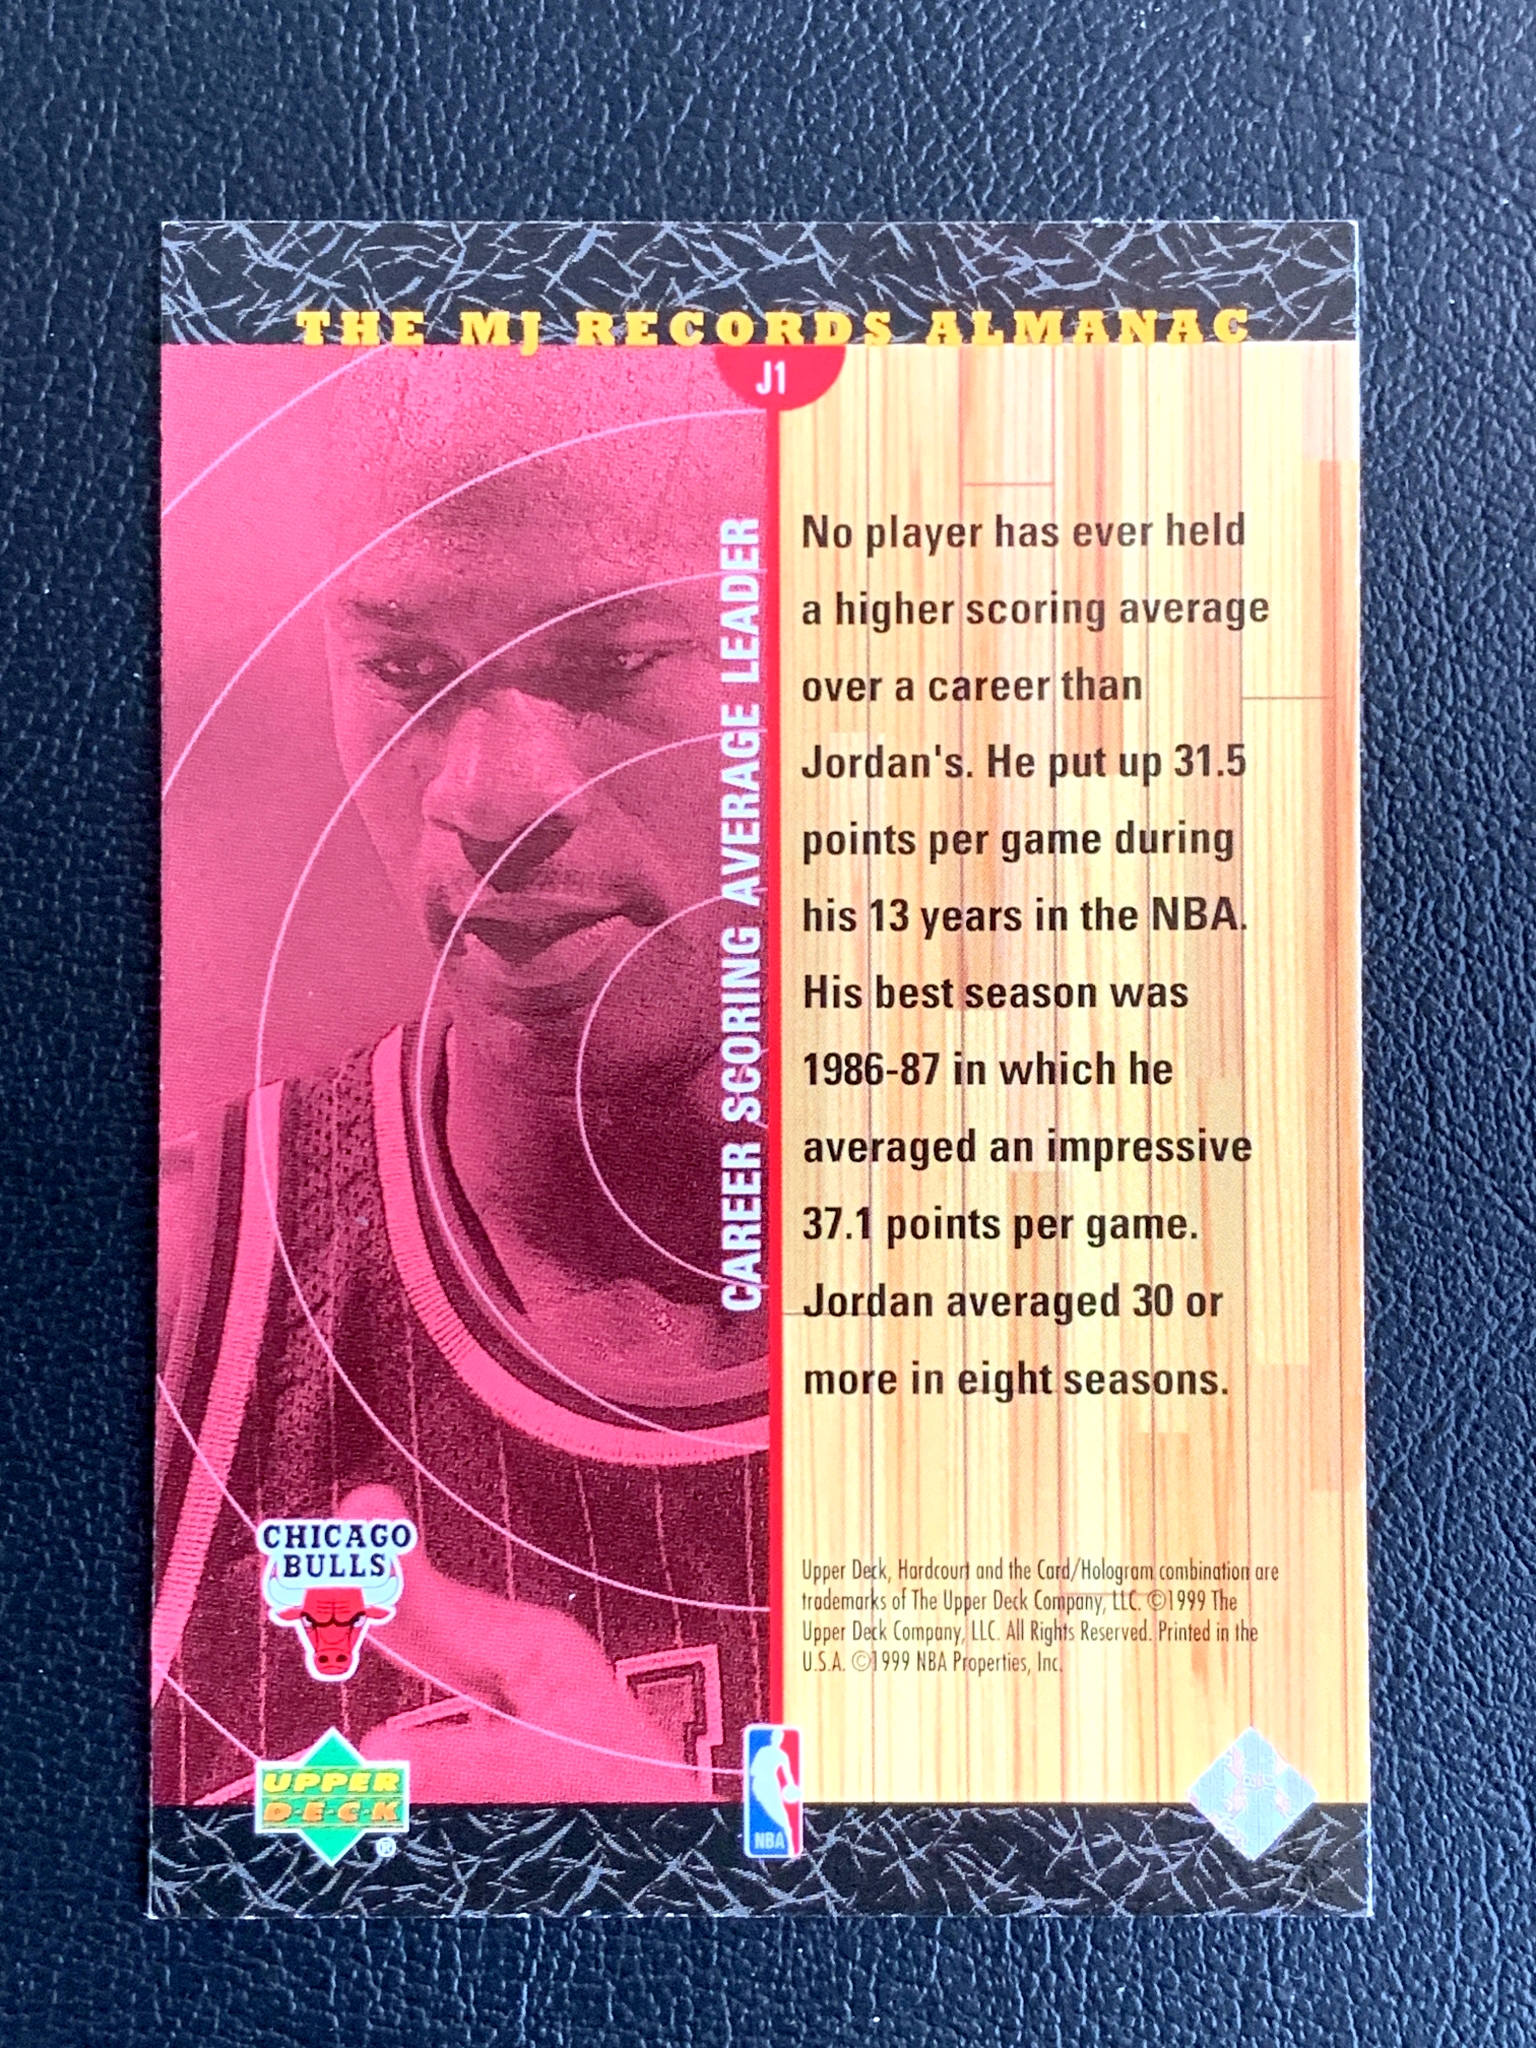 THE MJ RECORDS ALMANAC
J1
CAREER SCORING AVERAGE LEADER
No player has ever held
a higher scoring average
over a career than
Jordan's. He put up 31.5
points per game during
his 13 years in the NBA.
His best season was
1986-87 in which he
averaged an impressive
37.1 points per game.
Jordan averaged 30 or
more in eight seasons.
CHICAGO
BULLS
Upper Deck, Hardcourt and the Card/Hologram combination are
trademarks of The Upper Deck Company, LLC. ©1999 The
Upper Deck Company, LLC. All Rights Reserved. Printed in the
U.S.A. ©1999 NBA Properties, Inc.
UPPER
D·E·C·K
®
NBA